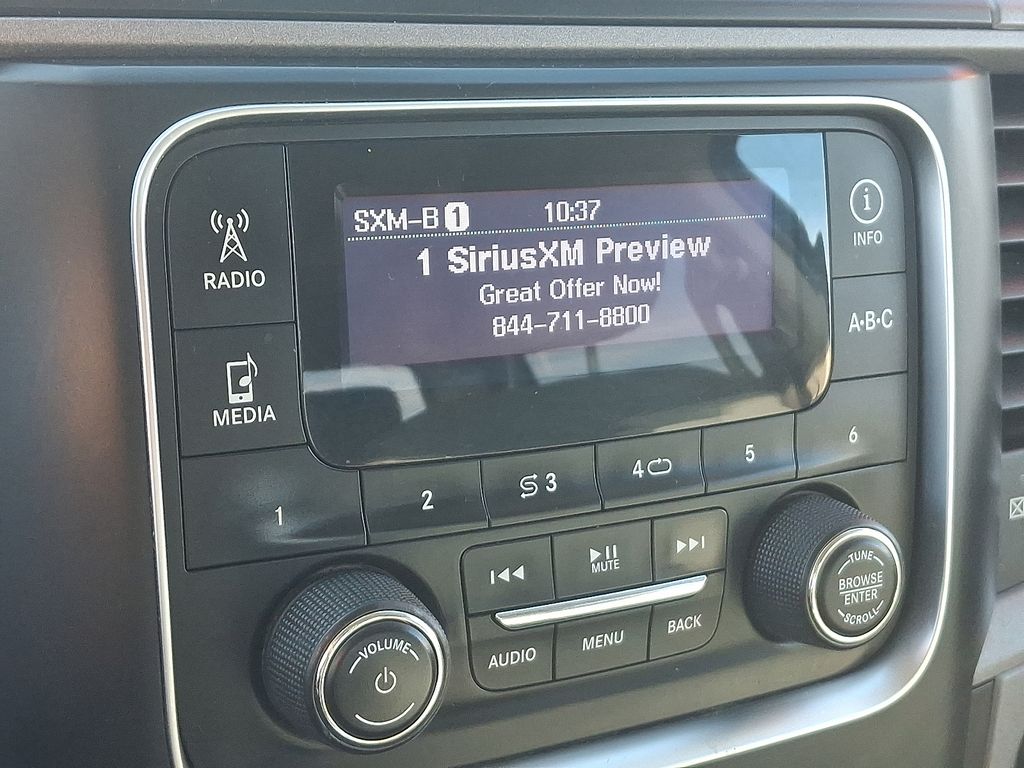 SXM-B 1 10:37
1 SiriusXM Preview
Great Offer Now!
844-711-8800
RADIO
MEDIA
i
INFO
A·B·C
1
2
3
4
5
6
MUTE
AUDIO
MENU
BACK
VOLUME
TUNE
BROWSE
ENTER
SCROLL